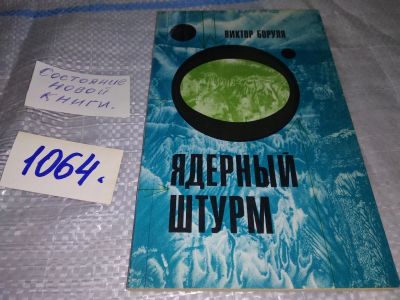 Состояние
новой
книги.
1064.
ВИКТОР БОРУЛЯ
ЯДЕРНЫЙ
ШТУРМ